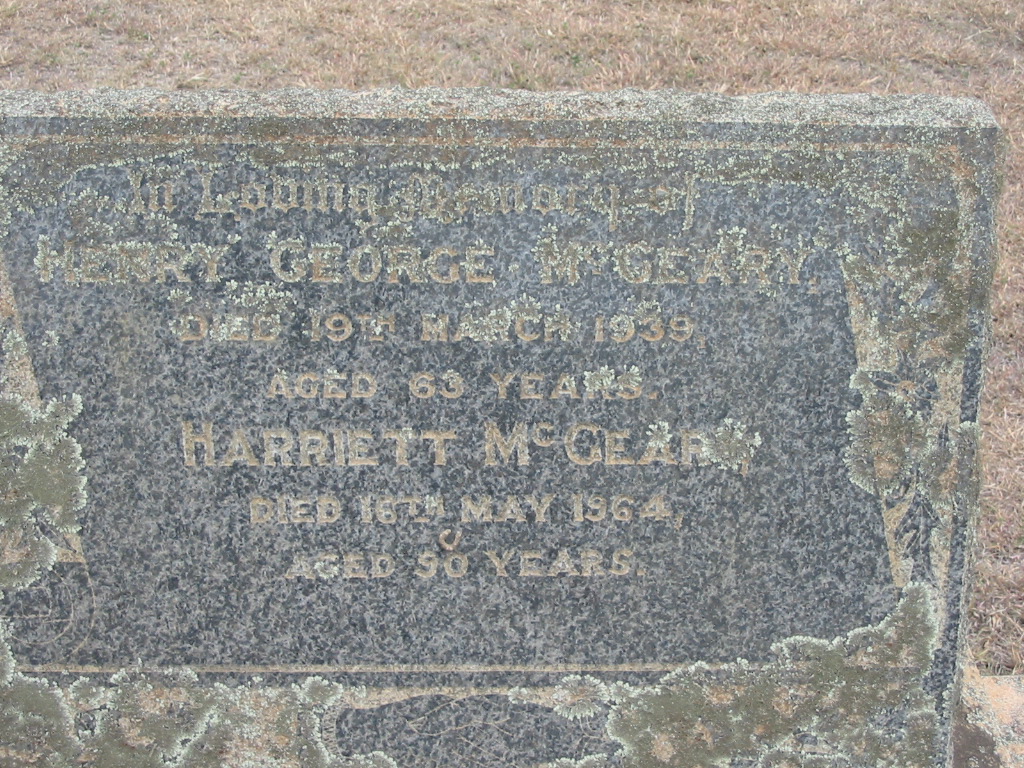 In Loving Memory of
HENRY GEORGE McGEARY,
DIED 19TH MARCH 1939,
AGED 63 YEARS.
HARRIETT McGEARY,
DIED 16TH MAY 1964,
AGED 90 YEARS.